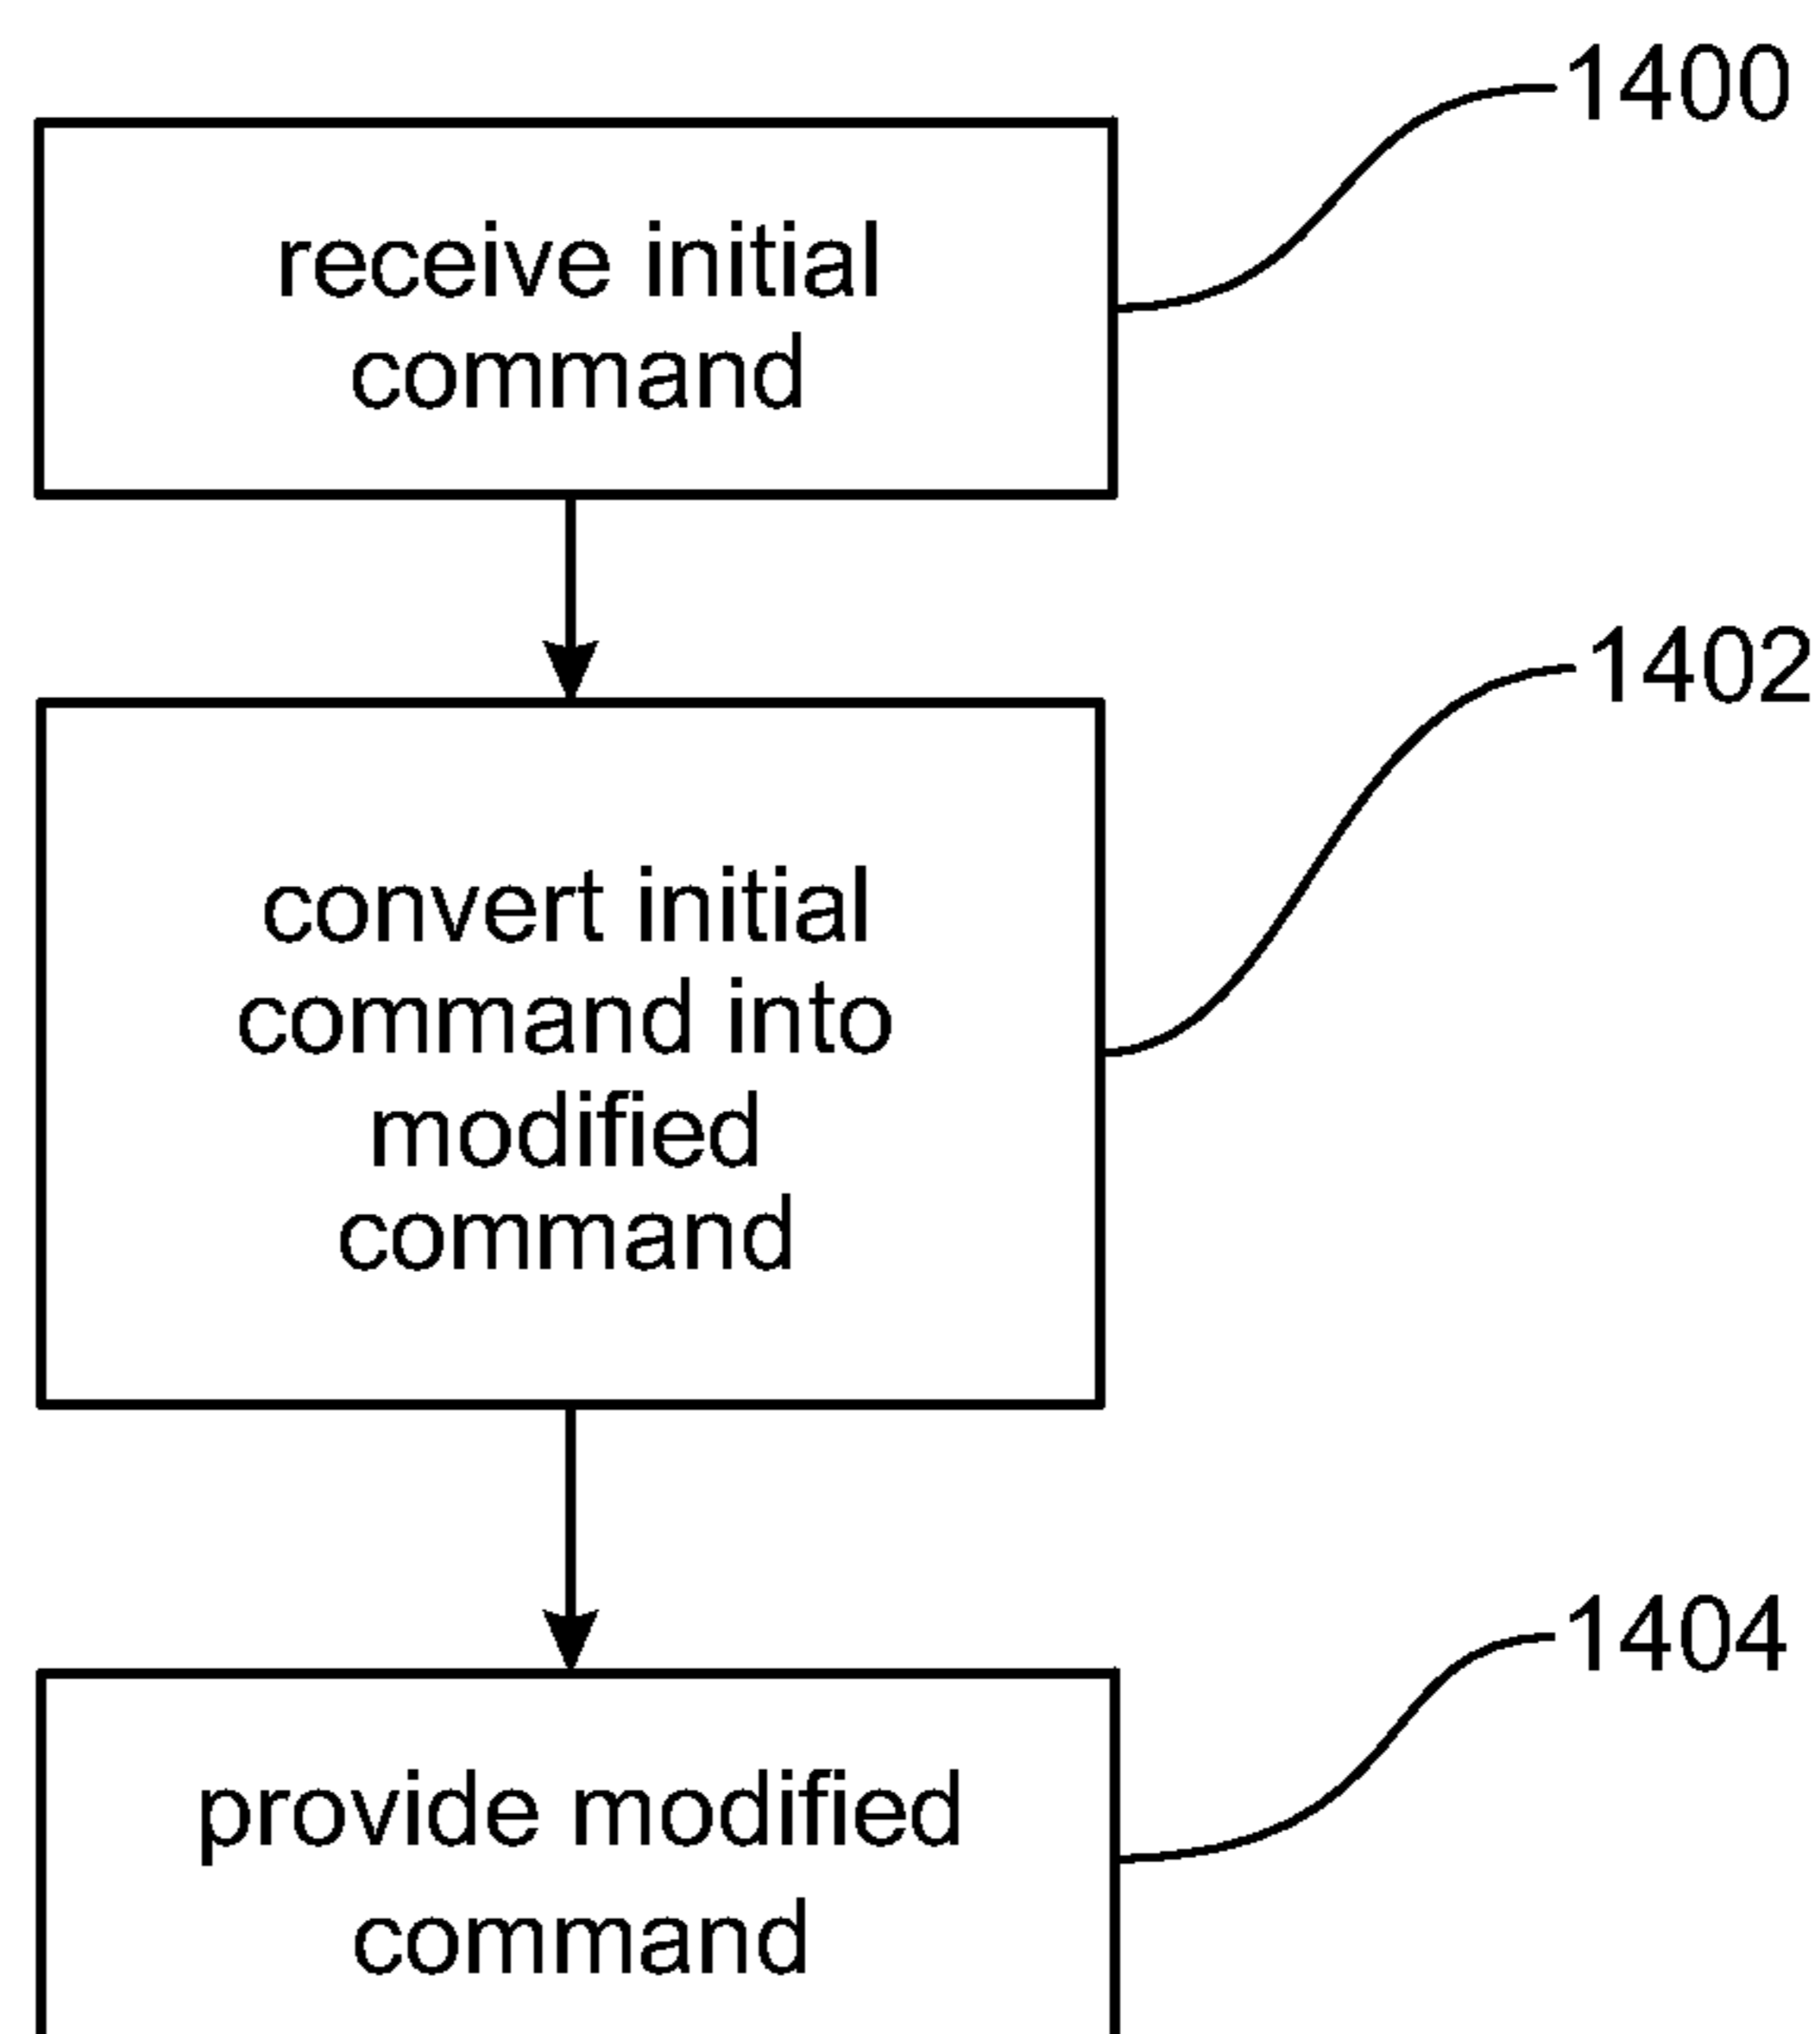 1400
receive initial
command
1402
convert initial
command into
modified
command
1404
provide modified
command